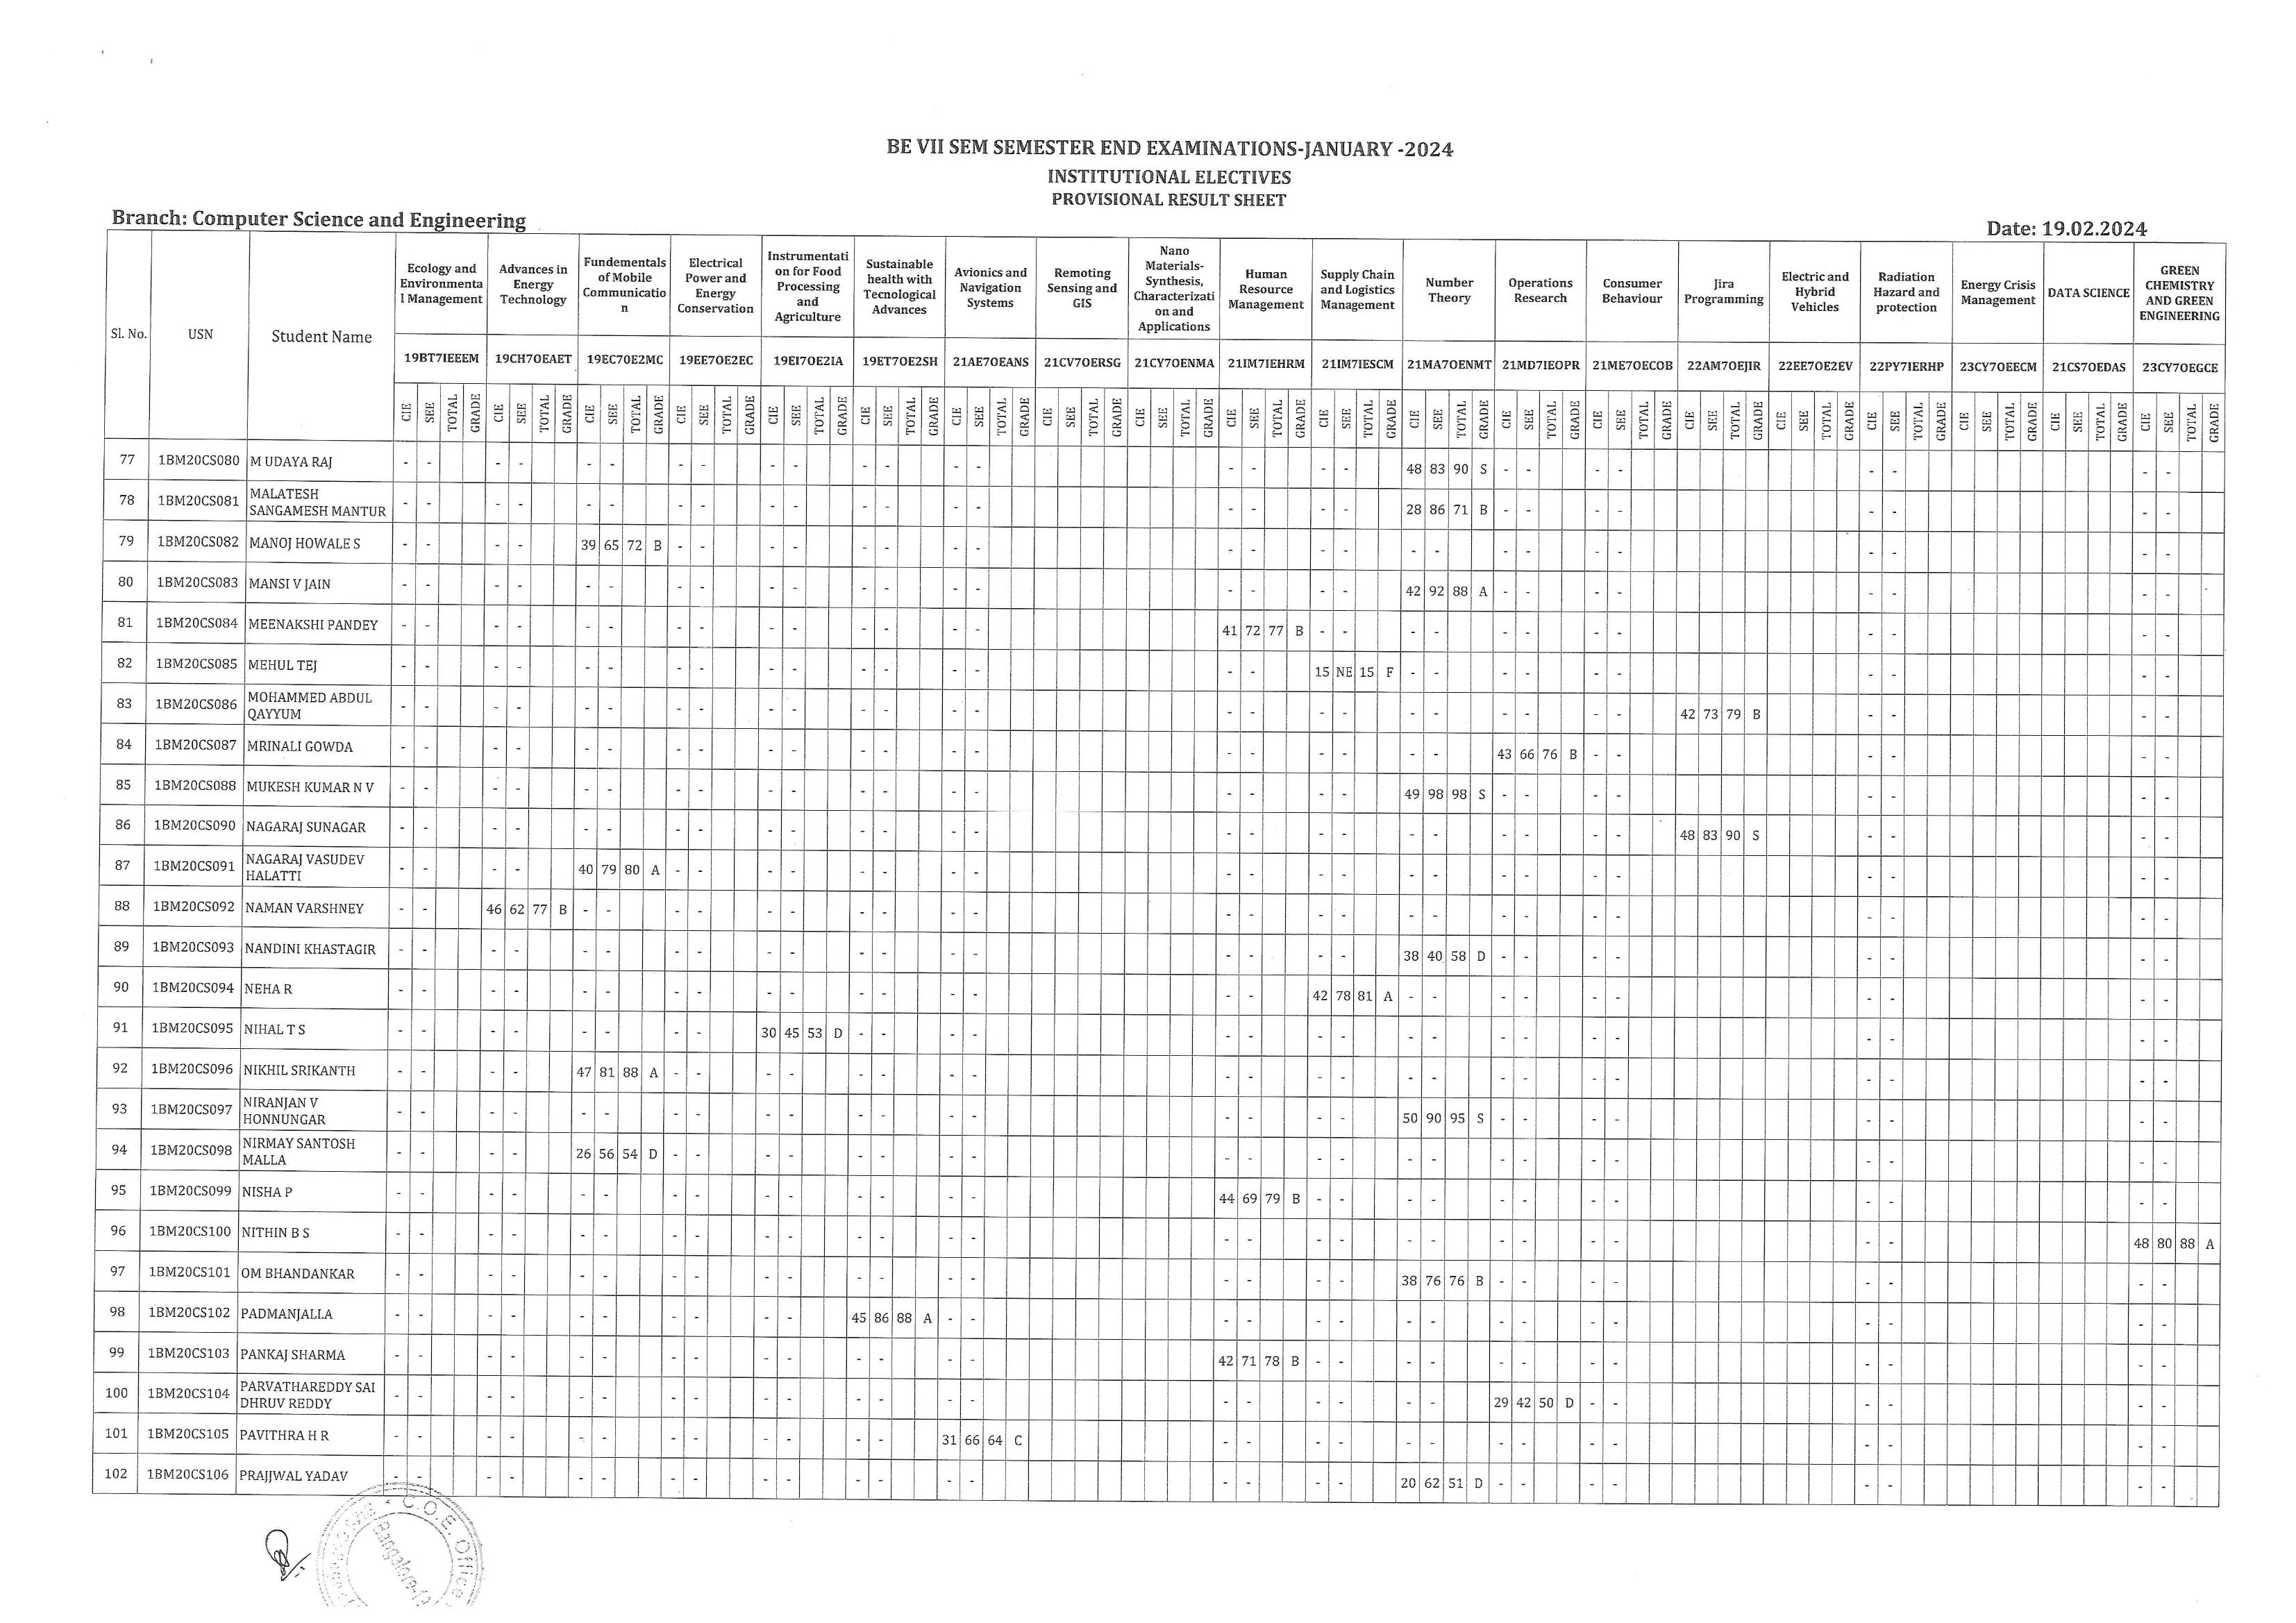 BE VII SEM SEMESTER END EXAMINATIONS-JANUARY -2024
INSTITUTIONAL ELECTIVES
PROVISIONAL RESULT SHEET
Branch: Computer Science and Engineering
Date: 19.02.2024
Sl. No. USN Student Name
Ecology and Environmenta l Management
Advances in Energy Technology
Fundementals of Mobile Communicatio n
Electrical Power and Energy Conservation
Instrumentati on for Food Processing and Agriculture
Sustainable health with Tecnological Advances
Avionics and Navigation Systems
Remoting Sensing and GIS
Nano Materials- Synthesis, Characterizati on and Applications
Human Resource Management
Supply Chain and Logistics Management
Number Theory
Operations Research
Consumer Behaviour
Jira Programming
Electric and Hybrid Vehicles
Radiation Hazard and protection
Energy Crisis Management
DATA SCIENCE
GREEN CHEMISTRY AND GREEN ENGINEERING
19BT7IEEEM 19CH7OEAET 19EC7OE2MC 19EE7OE2EC 19EI7OE2IA 19ET7OE2SH 21AE7OEANS 21CV7OERSG 21CY7OENMA 21IM7IEHRM 21IM7IESCM 21MA7OENMT 21MD7IEOPR 21ME7OECOB 22AM7OEJIR 22EE7OE2EV 22PY7IERHP 23CY7OEECM 21CS7OEDAS 23CY7OEGCE
CIE SEE TOTAL GRADE CIE SEE TOTAL GRADE CIE SEE TOTAL GRADE CIE SEE TOTAL GRADE CIE SEE TOTAL GRADE CIE SEE TOTAL GRADE CIE SEE TOTAL GRADE CIE SEE TOTAL GRADE CIE SEE TOTAL GRADE CIE SEE TOTAL GRADE CIE SEE TOTAL GRADE CIE SEE TOTAL GRADE CIE SEE TOTAL GRADE CIE SEE TOTAL GRADE CIE SEE TOTAL GRADE CIE SEE TOTAL GRADE CIE SEE TOTAL GRADE CIE SEE TOTAL GRADE CIE SEE TOTAL GRADE CIE SEE TOTAL GRADE
77 1BM20CS080 M UDAYA RAJ - - - - - - - - - - - - - - - - - - 48 83 90 S - - - - - - - -
78 1BM20CS081 MALATESH SANGAMESH MANTUR - - - - - - - - - - - - - - - - - - 28 86 71 B - - - - - - - -
79 1BM20CS082 MANOJ HOWALE S - - - - 39 65 72 B - - - - - - - - - - - - - - - - - - - - - -
80 1BM20CS083 MANSI V JAIN - - - - - - - - - - - - - - - - - - 42 92 88 A - - - - - - - -
81 1BM20CS084 MEENAKSHI PANDEY - - - - - - - - - - - - - - 41 72 77 B - - - - - - - - - - - -
82 1BM20CS085 MEHUL TEJ - - - - - - - - - - - - - - - - 15 NE 15 F - - - - - - - - - -
83 1BM20CS086 MOHAMMED ABDUL QAYYUM - - - - - - - - - - - - - - - - - - - - - - - - 42 73 79 B - - - -
84 1BM20CS087 MRINALI GOWDA - - - - - - - - - - - - - - - - - - - - 43 66 76 B - - - - - -
85 1BM20CS088 MUKESH KUMAR N V - - - - - - - - - - - - - - - - - - 49 98 98 S - - - - - - - -
86 1BM20CS090 NAGARAJ SUNAGAR - - - - - - - - - - - - - - - - - - - - - - - - 48 83 90 S - - - -
87 1BM20CS091 NAGARAJ VASUDEV HALATTI - - - - 40 79 80 A - - - - - - - - - - - - - - - - - - - - - -
88 1BM20CS092 NAMAN VARSHNEY - - 46 62 77 B - - - - - - - - - - - - - - - - - - - - - - - -
89 1BM20CS093 NANDINI KHASTAGIR - - - - - - - - - - - - - - - - - - 38 40 58 D - - - - - - - -
90 1BM20CS094 NEHA R - - - - - - - - - - - - - - - - 42 78 81 A - - - - - - - - - -
91 1BM20CS095 NIHAL T S - - - - - - - - 30 45 53 D - - - - - - - - - - - - - - - - - -
92 1BM20CS096 NIKHIL SRIKANTH - - - - 47 81 88 A - - - - - - - - - - - - - - - - - - - - - -
93 1BM20CS097 NIRANJAN V HONNUNGAR - - - - - - - - - - - - - - - - - - 50 90 95 S - - - - - - - -
94 1BM20CS098 NIRMAY SANTOSH MALLA - - - - 26 56 54 D - - - - - - - - - - - - - - - - - - - - - -
95 1BM20CS099 NISHA P - - - - - - - - - - - - - - 44 69 79 B - - - - - - - - - - - -
96 1BM20CS100 NITHIN B S - - - - - - - - - - - - - - - - - - - - - - - - - - 48 80 88 A
97 1BM20CS101 OM BHANDANKAR - - - - - - - - - - - - - - - - - - 38 76 76 B - - - - - - - -
98 1BM20CS102 PADMANJALLA - - - - - - - - - - 45 86 88 A - - - - - - - - - - - - - - - -
99 1BM20CS103 PANKAJ SHARMA - - - - - - - - - - - - - - 42 71 78 B - - - - - - - - - - - -
100 1BM20CS104 PARVATHAREDDY SAI DHRUV REDDY - - - - - - - - - - - - - - - - - - - - 29 42 50 D - - - - - -
101 1BM20CS105 PAVITHRA H R - - - - - - - - - - - - 31 66 64 C - - - - - - - - - - - - - -
102 1BM20CS106 PRAJJWAL YADAV - - - - - - - - - - - - - - - - - - 20 62 51 D - - - - - - - -
C.O.E. Office
Bangalore-19